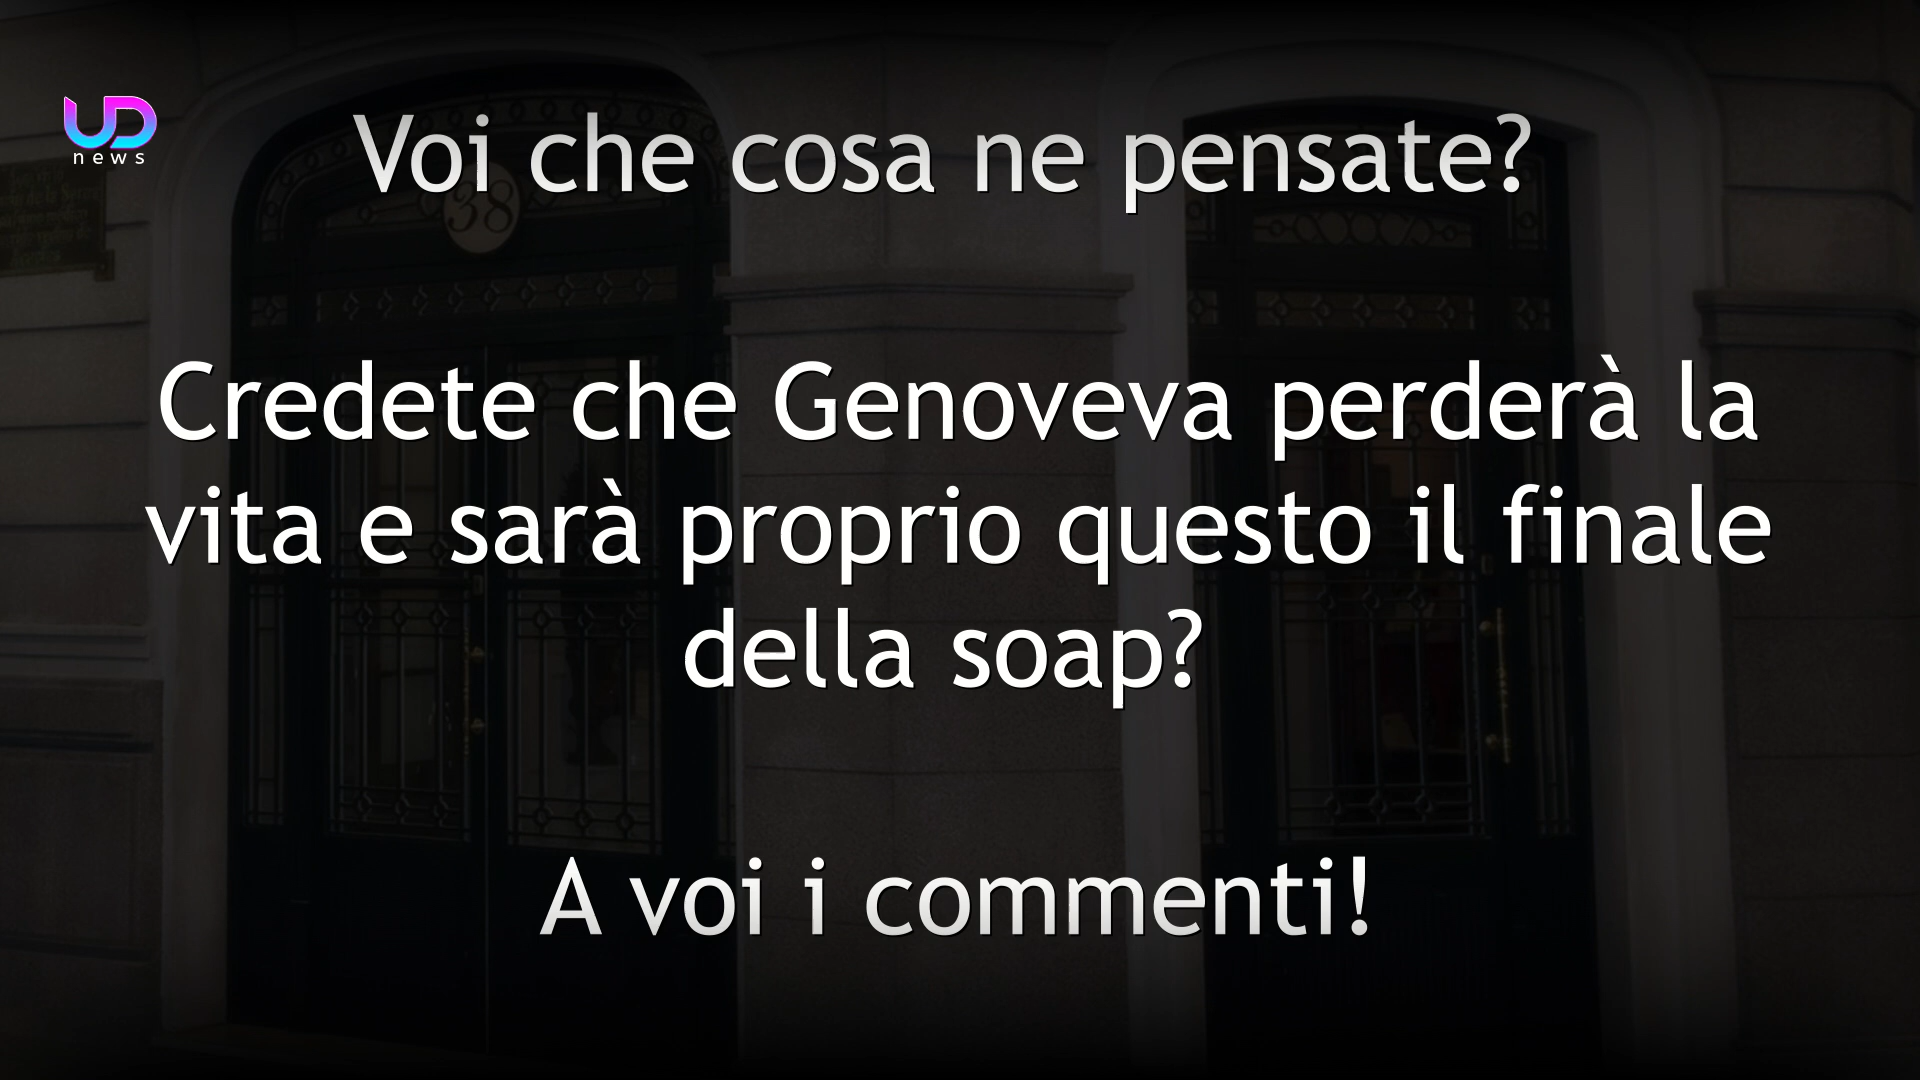 UD
news
Voi che cosa ne pensate?
38
Credete che Genoveva perderà la
vita e sarà proprio questo il finale
della soap?
A voi i commenti!